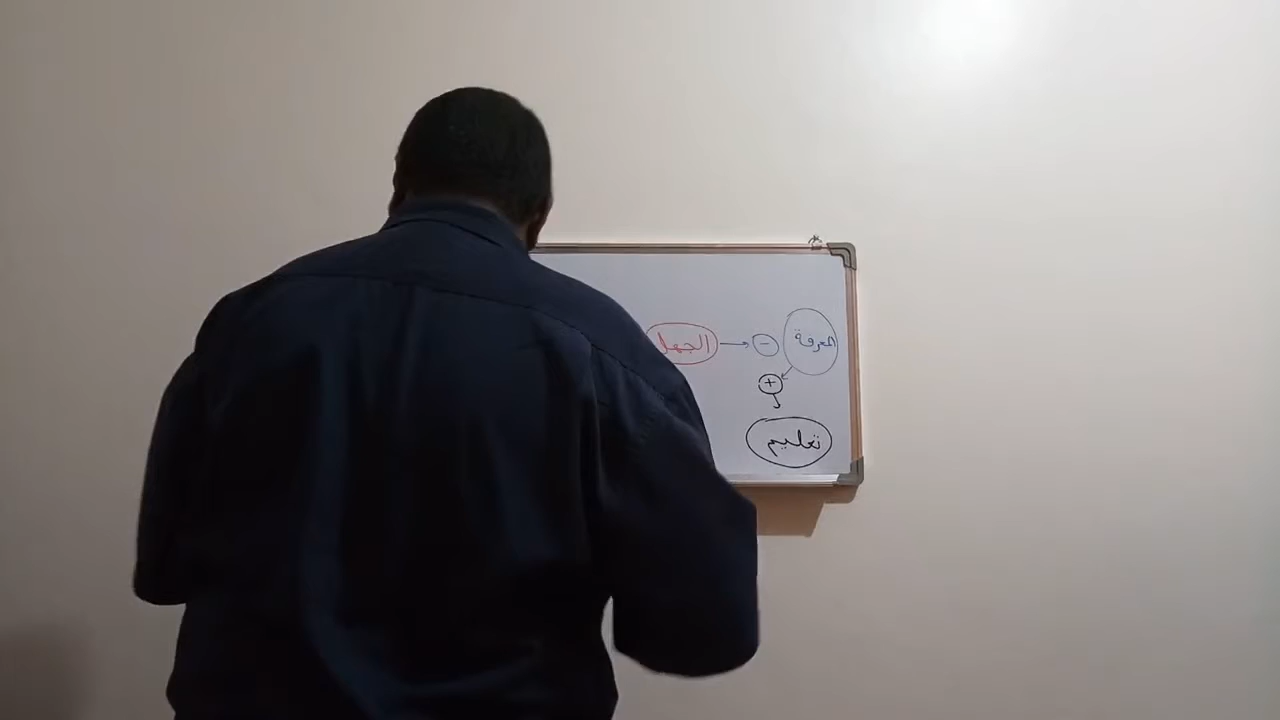 المعرفة - الجهل
+
تعليم